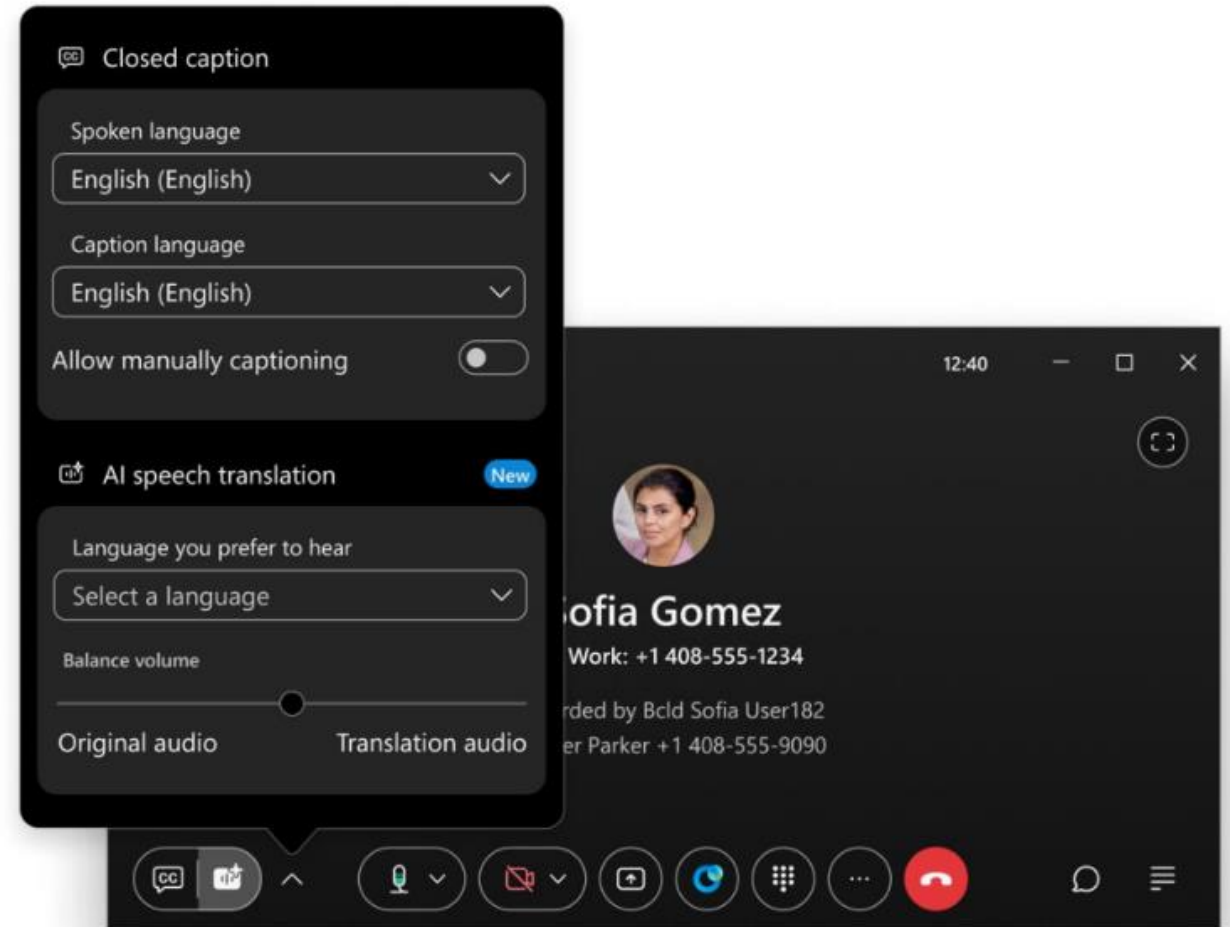 CC Closed caption
Spoken language
English (English)
Caption language
English (English)
Allow manually captioning
AI speech translation New
Language you prefer to hear
Select a language
Balance volume
Original audio Translation audio
12:40
ofia Gomez
Work: +1 408-555-1234
rded by Bcld Sofia User182
er Parker +1 408-555-9090
CC